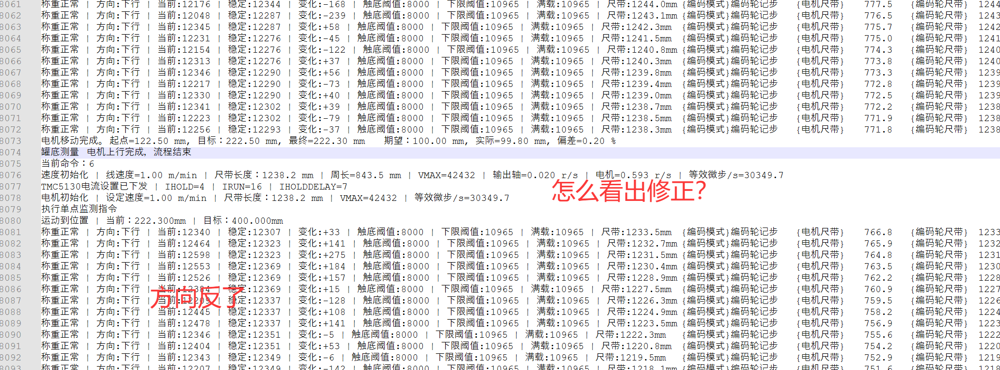 8061 称重正常 | 方向:下行 | 当前:12176 | 稳定:12344 | 变化:-168 | 触底阈值:8000 | 下限阈值:10965 | 满载:10965 | 尺带:1244.0mm {编码模式}编码轮记步 {电机尺带} 777.5 {编码轮尺带} 1244
8062 称重正常 | 方向:下行 | 当前:12048 | 稳定:12287 | 变化:-239 | 触底阈值:8000 | 下限阈值:10965 | 满载:10965 | 尺带:1243.1mm {编码模式}编码轮记步 {电机尺带} 776.5 {编码轮尺带} 1243
8063 称重正常 | 方向:下行 | 当前:12345 | 稳定:12287 | 变化:+58 | 触底阈值:8000 | 下限阈值:10965 | 满载:10965 | 尺带:1242.3mm {编码模式}编码轮记步 {电机尺带} 775.7 {编码轮尺带} 1242
8064 称重正常 | 方向:下行 | 当前:12231 | 稳定:12276 | 变化:-45 | 触底阈值:8000 | 下限阈值:10965 | 满载:10965 | 尺带:1241.5mm {编码模式}编码轮记步 {电机尺带} 775.0 {编码轮尺带} 1241
8065 称重正常 | 方向:下行 | 当前:12154 | 稳定:12276 | 变化:-122 | 触底阈值:8000 | 下限阈值:10965 | 满载:10965 | 尺带:1240.8mm {编码模式}编码轮记步 {电机尺带} 774.3 {编码轮尺带} 1240
8066 称重正常 | 方向:下行 | 当前:12313 | 稳定:12276 | 变化:+37 | 触底阈值:8000 | 下限阈值:10965 | 满载:10965 | 尺带:1240.3mm {编码模式}编码轮记步 {电机尺带} 773.8 {编码轮尺带} 1240
8067 称重正常 | 方向:下行 | 当前:12346 | 稳定:12290 | 变化:+56 | 触底阈值:8000 | 下限阈值:10965 | 满载:10965 | 尺带:1239.8mm {编码模式}编码轮记步 {电机尺带} 773.3 {编码轮尺带} 1239
8068 称重正常 | 方向:下行 | 当前:12217 | 稳定:12290 | 变化:-73 | 触底阈值:8000 | 下限阈值:10965 | 满载:10965 | 尺带:1239.4mm {编码模式}编码轮记步 {电机尺带} 772.8 {编码轮尺带} 1239
8069 称重正常 | 方向:下行 | 当前:12330 | 稳定:12290 | 变化:+40 | 触底阈值:8000 | 下限阈值:10965 | 满载:10965 | 尺带:1239.0mm {编码模式}编码轮记步 {电机尺带} 772.5 {编码轮尺带} 1239
8070 称重正常 | 方向:下行 | 当前:12341 | 稳定:12302 | 变化:+39 | 触底阈值:8000 | 下限阈值:10965 | 满载:10965 | 尺带:1238.7mm {编码模式}编码轮记步 {电机尺带} 772.2 {编码轮尺带} 1238
8071 称重正常 | 方向:下行 | 当前:12223 | 稳定:12302 | 变化:-79 | 触底阈值:8000 | 下限阈值:10965 | 满载:10965 | 尺带:1238.5mm {编码模式}编码轮记步 {电机尺带} 771.9 {编码轮尺带} 1238
8072 称重正常 | 方向:下行 | 当前:12256 | 稳定:12293 | 变化:-37 | 触底阈值:8000 | 下限阈值:10965 | 满载:10965 | 尺带:1238.3mm {编码模式}编码轮记步 {电机尺带} 771.8 {编码轮尺带} 1238
8073 电机移动完成。起点=122.50 mm, 目标：222.50 mm, 最终=222.30 mm 期望：100.00 mm, 实际=99.80 mm, 偏差=0.20 %
8074 罐底测量 电机上行完成, 流程结束
8075 当前命令：6
8076 速度初始化 | 线速度=1.00 m/min | 尺带长度：1238.2 mm | 周长=843.5 mm | VMAX=42432 | 输出轴=0.020 r/s | 电机=0.593 r/s | 等效微步/s=30349.7
8077 TMC5130电流设置已下发 | IHOLD=4 | IRUN=16 | IHOLDDELAY=7
怎么看出修正?
8078 电机初始化 | 设定速度=1.00 m/min | 尺带长度：1238.2 mm | VMAX=42432 | 等效微步/s=30349.7
8079 执行单点监测指令
8080 运动到位置 | 当前：222.300mm | 目标：400.000mm
8081 称重正常 | 方向:下行 | 当前:12340 | 稳定:12307 | 变化:+33 | 触底阈值:8000 | 下限阈值:10965 | 满载:10965 | 尺带:1233.5mm {编码模式}编码轮记步 {电机尺带} 766.8 {编码轮尺带} 1233
8082 称重正常 | 方向:下行 | 当前:12464 | 稳定:12323 | 变化:+141 | 触底阈值:8000 | 下限阈值:10965 | 满载:10965 | 尺带:1232.7mm {编码模式}编码轮记步 {电机尺带} 765.9 {编码轮尺带} 1232
8083 称重正常 | 方向:下行 | 当前:12598 | 稳定:12323 | 变化:+275 | 触底阈值:8000 | 下限阈值:10965 | 满载:10965 | 尺带:1231.5mm {编码模式}编码轮记步 {电机尺带} 764.8 {编码轮尺带} 1231
8084 称重正常 | 方向:下行 | 当前:12553 | 稳定:12369 | 变化:+184 | 触底阈值:8000 | 下限阈值:10965 | 满载:10965 | 尺带:1230.4mm {编码模式}编码轮记步 {电机尺带} 763.5 {编码轮尺带} 1230
8085 称重正常 | 方向:下行 | 当前:12526 | 稳定:12369 | 变化:+157 | 触底阈值:8000 | 下限阈值:10965 | 满载:10965 | 尺带:1228.9mm {编码模式}编码轮记步 {电机尺带} 762.2 {编码轮尺带} 1228
8086 称重正常 | 方向:下行 | 当前:12384 | 稳定:12369 | 变化:+15 | 触底阈值:8000 | 下限阈值:10965 | 满载:10965 | 尺带:1227.5mm {编码模式}编码轮记步 {电机尺带} 760.9 {编码轮尺带} 1227
方向反了
8087 称重正常 | 方向:下行 | 当前:12209 | 稳定:12337 | 变化:-128 | 触底阈值:8000 | 下限阈值:10965 | 满载:10965 | 尺带:1226.3mm {编码模式}编码轮记步 {电机尺带} 759.5 {编码轮尺带} 1226
8088 称重正常 | 方向:下行 | 当前:12445 | 稳定:12337 | 变化:+108 | 触底阈值:8000 | 下限阈值:10965 | 满载:10965 | 尺带:1224.9mm {编码模式}编码轮记步 {电机尺带} 758.2 {编码轮尺带} 1224
8089 称重正常 | 方向:下行 | 当前:12478 | 稳定:12337 | 变化:+141 | 触底阈值:8000 | 下限阈值:10965 | 满载:10965 | 尺带:1223.5mm {编码模式}编码轮记步 {电机尺带} 756.9 {编码轮尺带} 1223
8090 称重正常 | 方向:下行 | 当前:12346 | 稳定:12351 | 变化:-5 | 触底阈值:8000 | 下限阈值:10965 | 满载:10965 | 尺带:1222.3mm {编码模式}编码轮记步 {电机尺带} 755.6 {编码轮尺带} 1222
8091 称重正常 | 方向:下行 | 当前:12404 | 稳定:12351 | 变化:+53 | 触底阈值:8000 | 下限阈值:10965 | 满载:10965 | 尺带:1220.8mm {编码模式}编码轮记步 {电机尺带} 754.2 {编码轮尺带} 1220
8092 称重正常 | 方向:下行 | 当前:12343 | 稳定:12349 | 变化:-6 | 触底阈值:8000 | 下限阈值:10965 | 满载:10965 | 尺带:1219.5mm {编码模式}编码轮记步 {电机尺带} 752.9 {编码轮尺带} 1219
8093 称重正常 | 方向:下行 | 当前:12207 | 稳定:12349 | 变化:-142 | 触底阈值:8000 | 下限阈值:10965 | 满载:10965 | 尺带:1218.1mm {编码模式}编码轮记步 {电机尺带} 751.6 {编码轮尺带} 1218